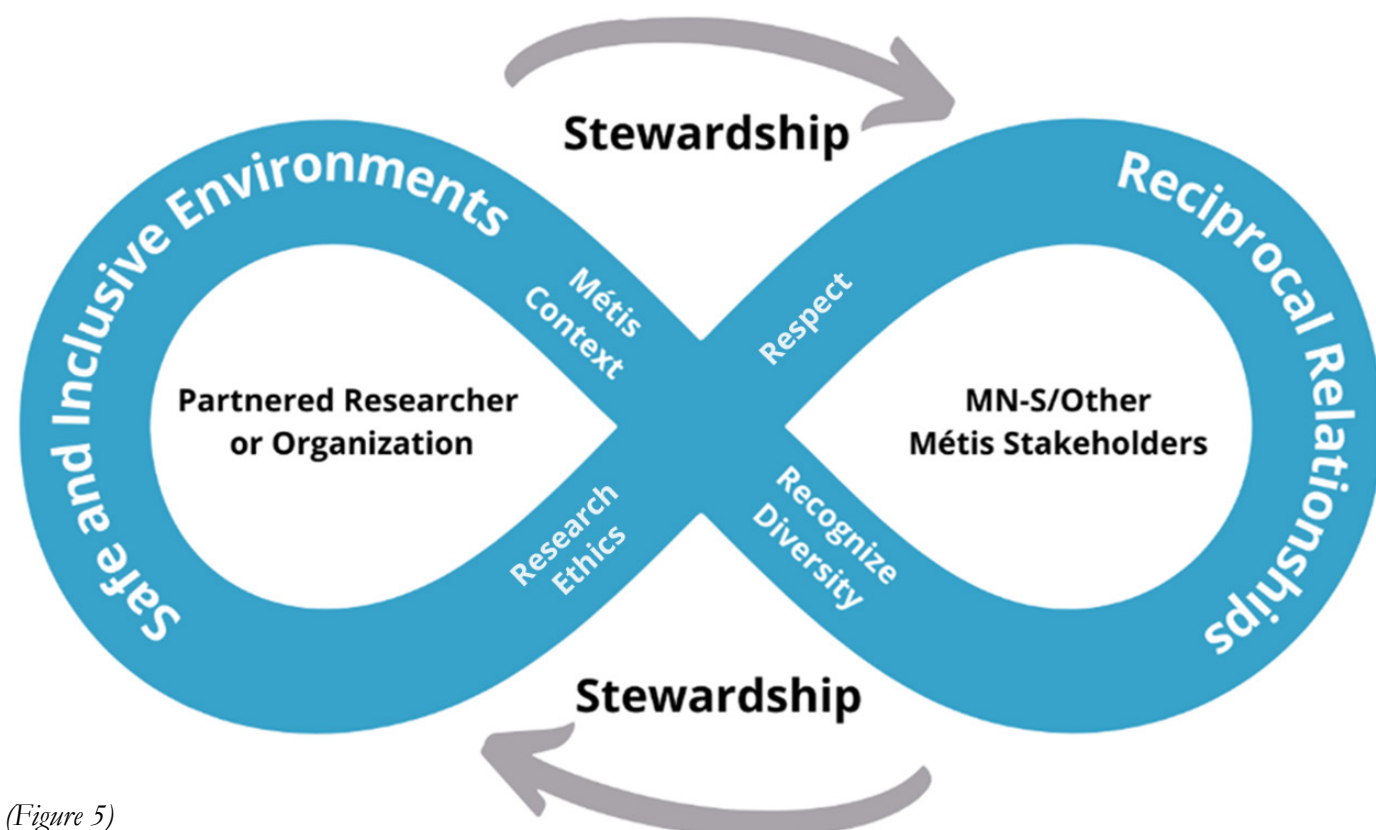 Stewardship
Safe and Inclusive Environments
Reciprocal Relationships
Métis
Context
Respect
Partnered Researcher
or Organization
MN-S/Other
Métis Stakeholders
Research
Ethics
Recognize
Diversity
Stewardship
(Figure 5)